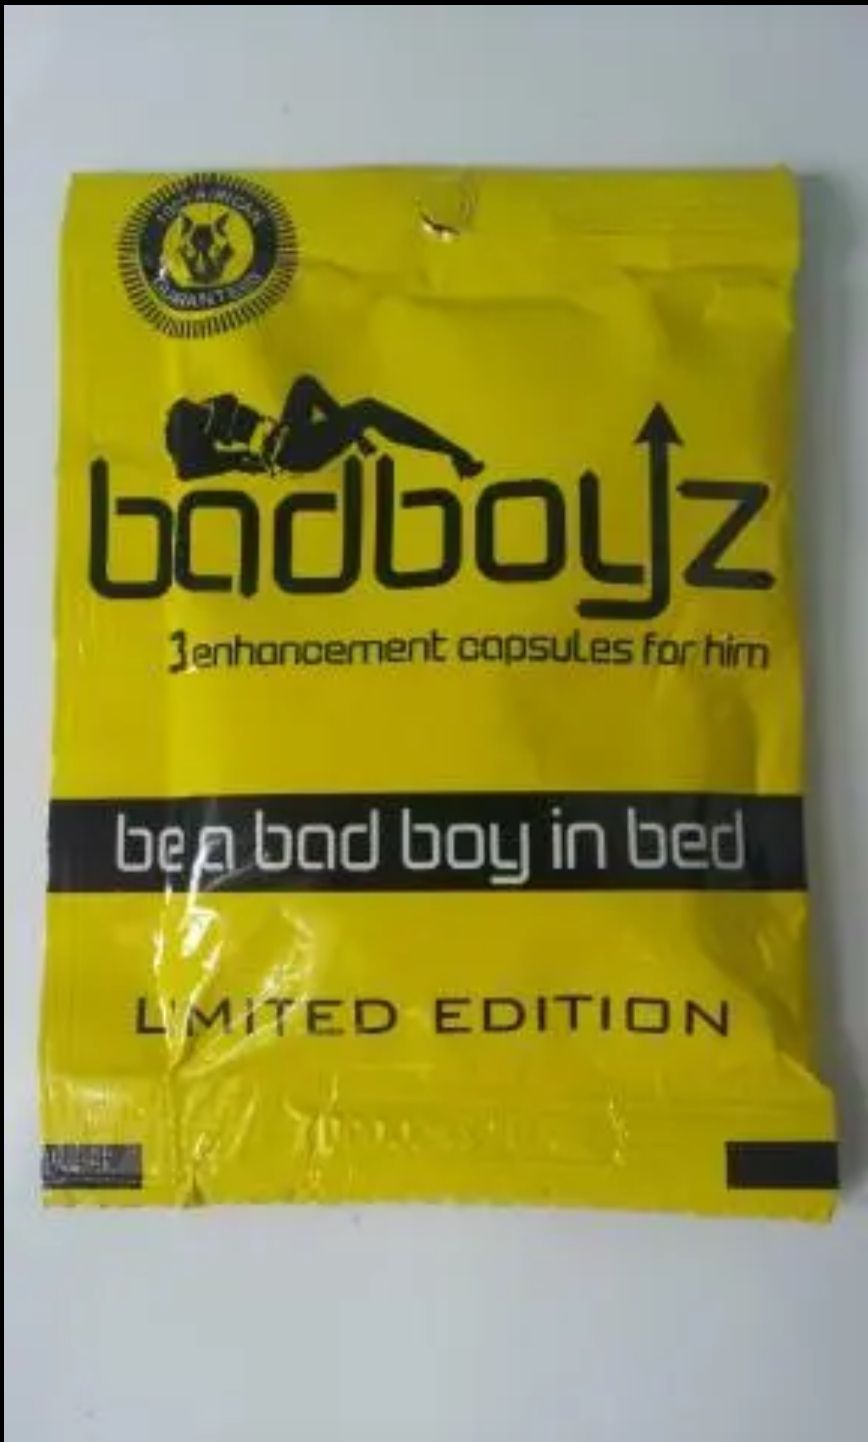 badboyz
3 enhancement capsules for him
be a bad boy in bed
LIMITED EDITION